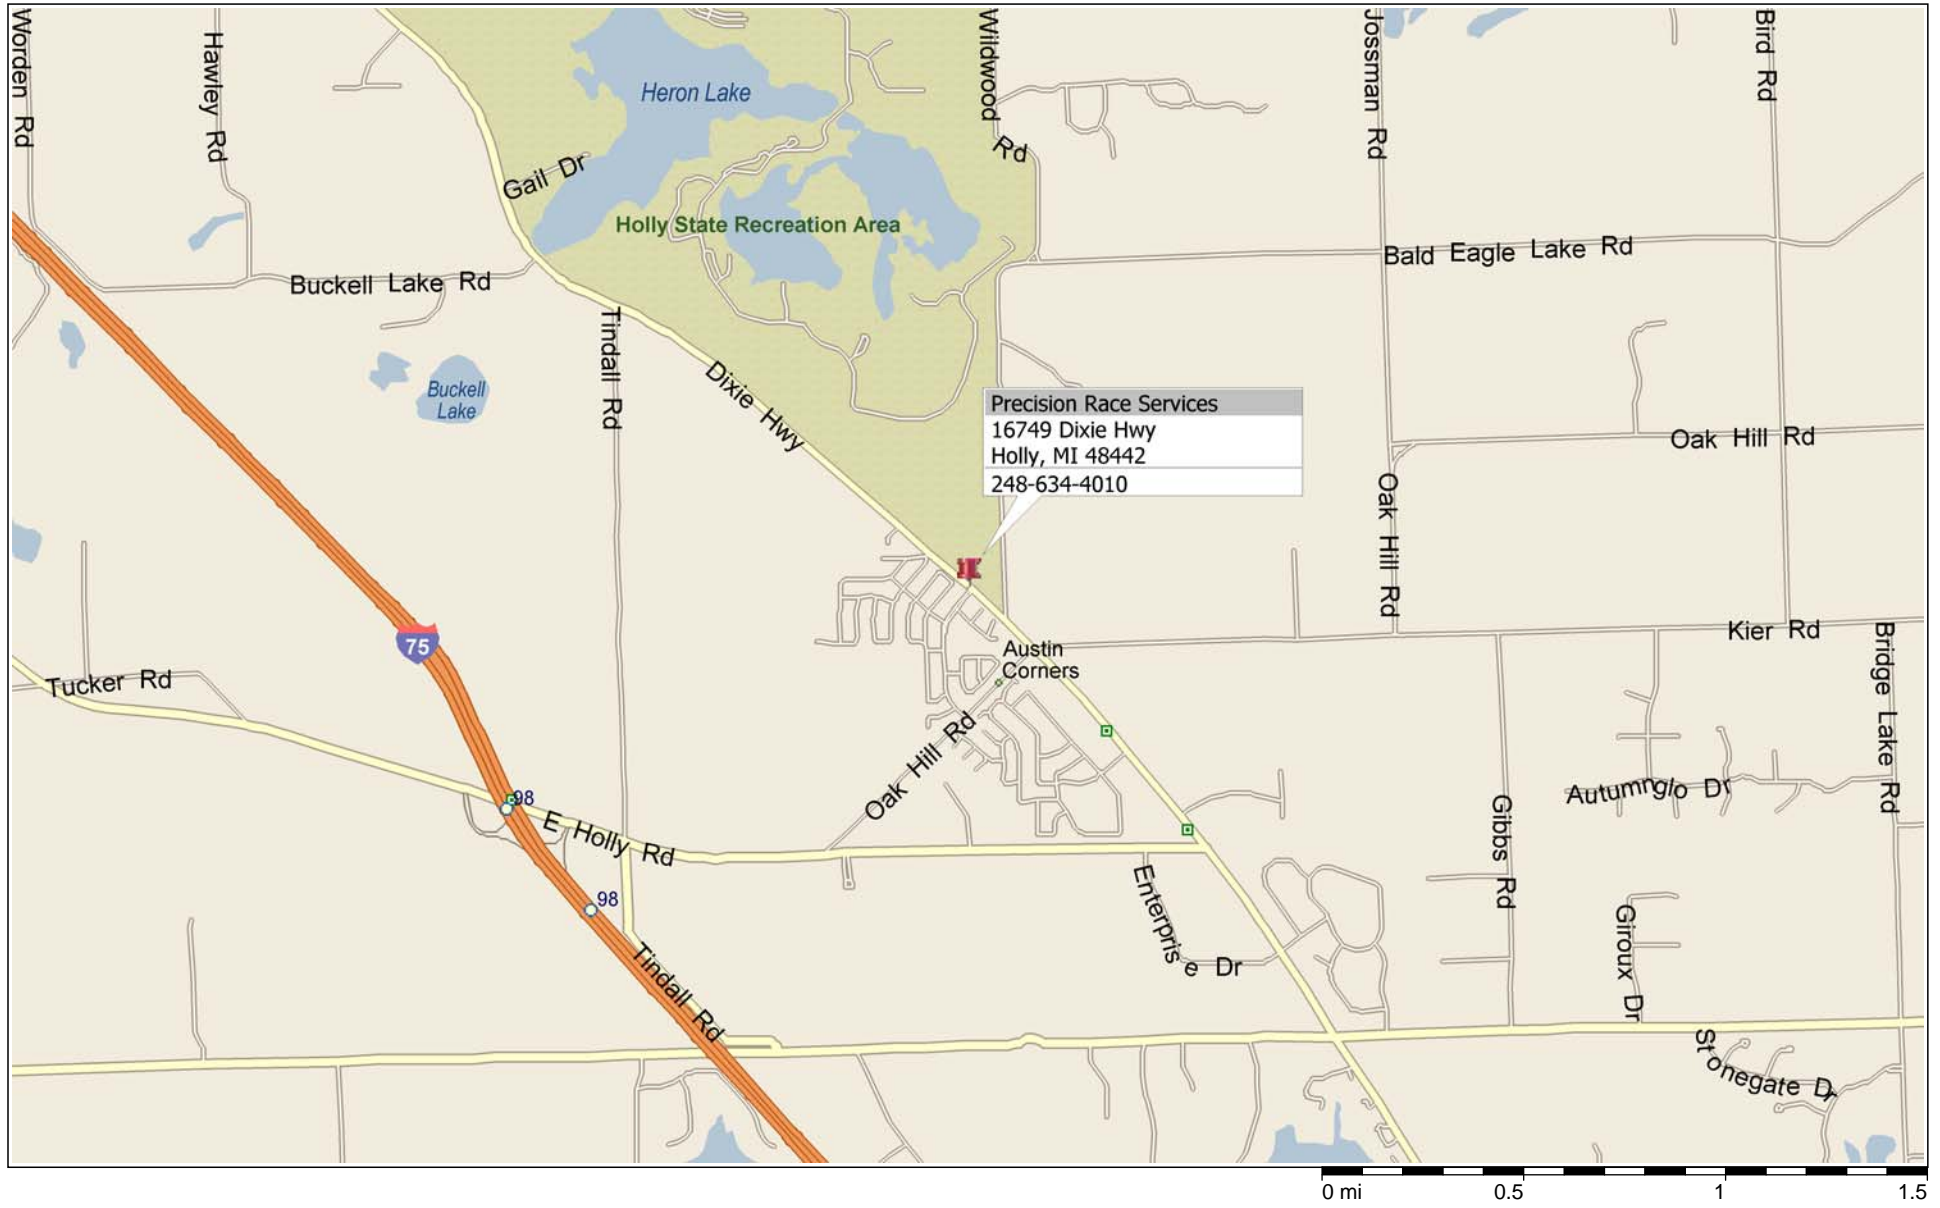 Worden Rd
Hawley Rd
Heron Lake
Wildwood Rd
Jossman Rd
Bird Rd
Gail Dr
Holly State Recreation Area
Bald Eagle Lake Rd
Buckell Lake Rd
Tindall Rd
Dixie Hwy
Buckell
Lake
Precision Race Services
16749 Dixie Hwy
Holly, MI 48442
248-634-4010
Oak Hill Rd
Oak Hill Rd
75
Kier Rd
Austin
Corners
Tucker Rd
Bridge Lake Rd
Oak Hill Rd
98
E Holly Rd
Autumnglo Dr
Gibbs Rd
98
Enterprise Dr
Giroux Dr
Tindall Rd
Stonegate Dr
0 mi 0.5 1 1.5